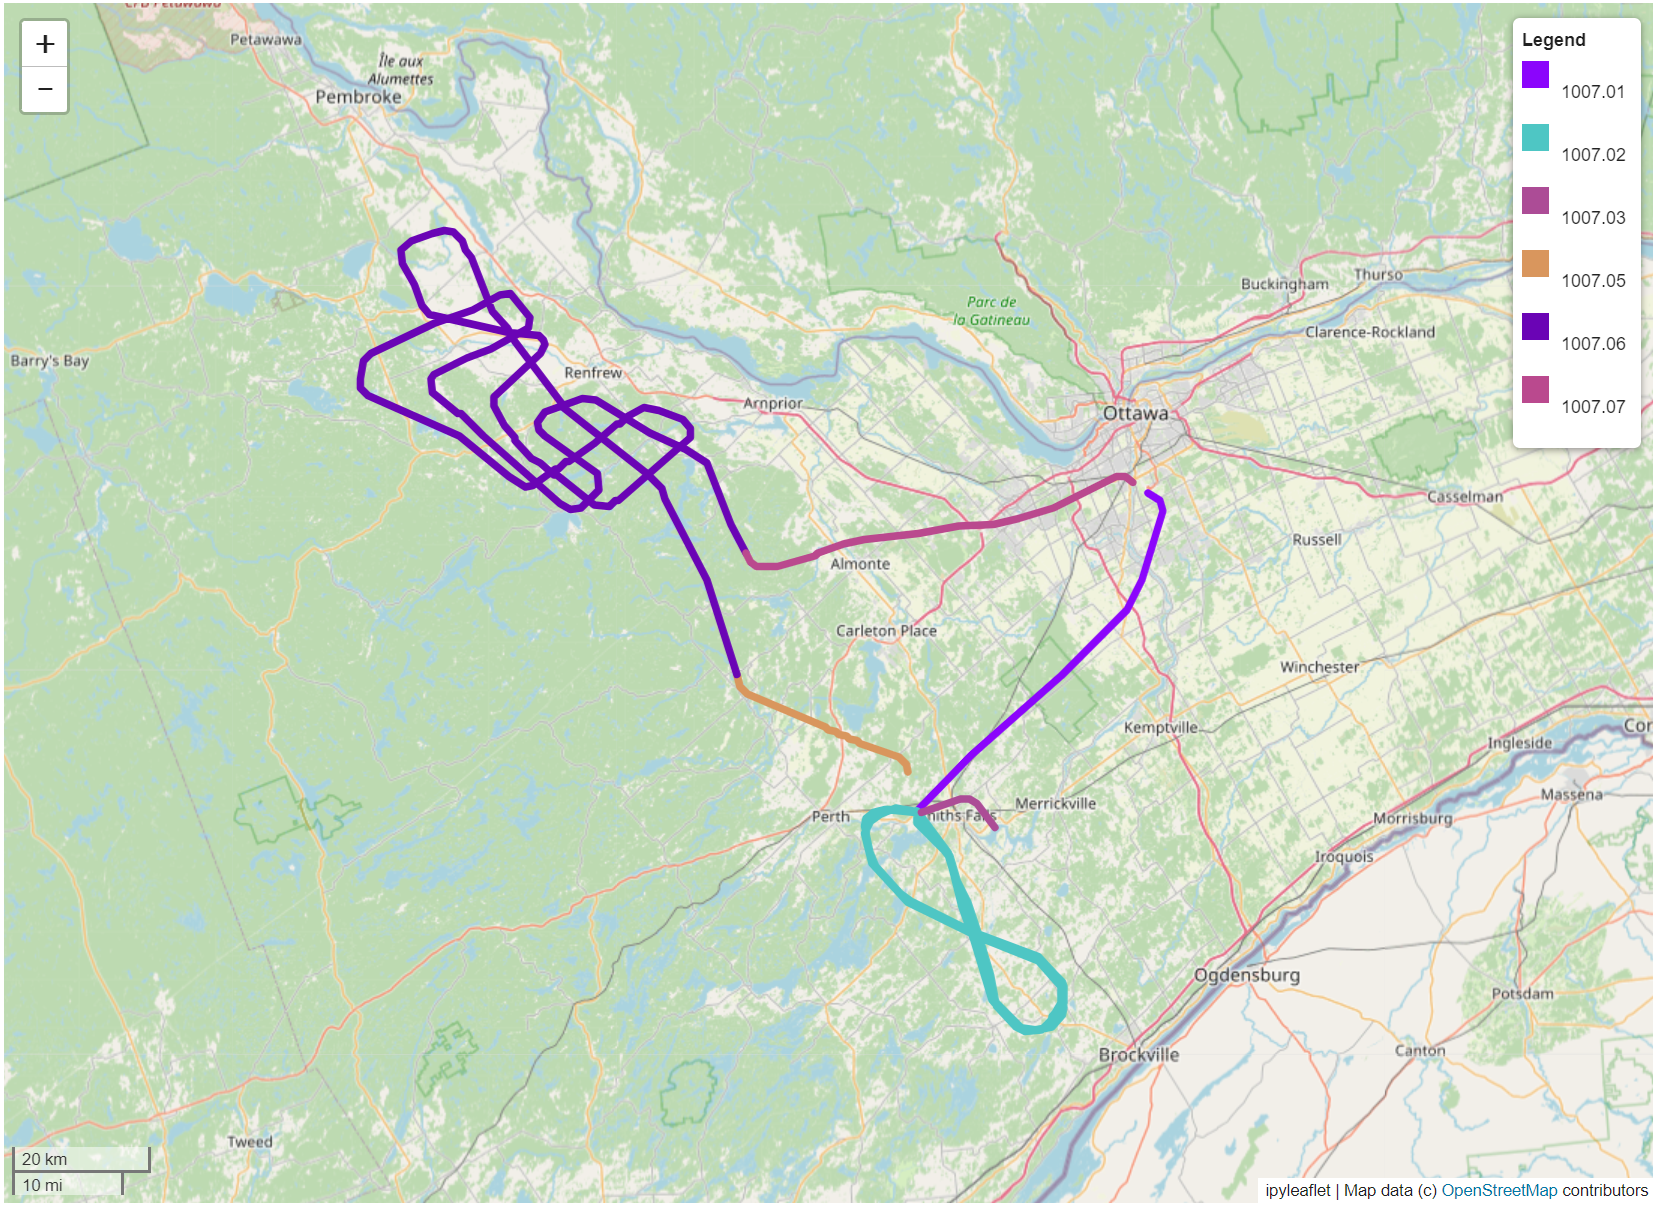 +
−
Petawawa
Île aux
Alumettes
Pembroke
Barry's Bay
Renfrew
Arnprior
Parc de
la Gatineau
Buckingham
Thurso
Clarence-Rockland
Ottawa
Casselman
Russell
Almonte
Carleton Place
Winchester
Kemptville
Ingleside
Cor
Massena
Perth
miths Falls
Merrickville
Morrisburg
Iroquois
Ogdensburg
Potsdam
Brockville
Canton
Tweed
Legend
1007.01
1007.02
1007.03
1007.05
1007.06
1007.07
20 km
10 mi
ipyleaflet | Map data (c) OpenStreetMap contributors